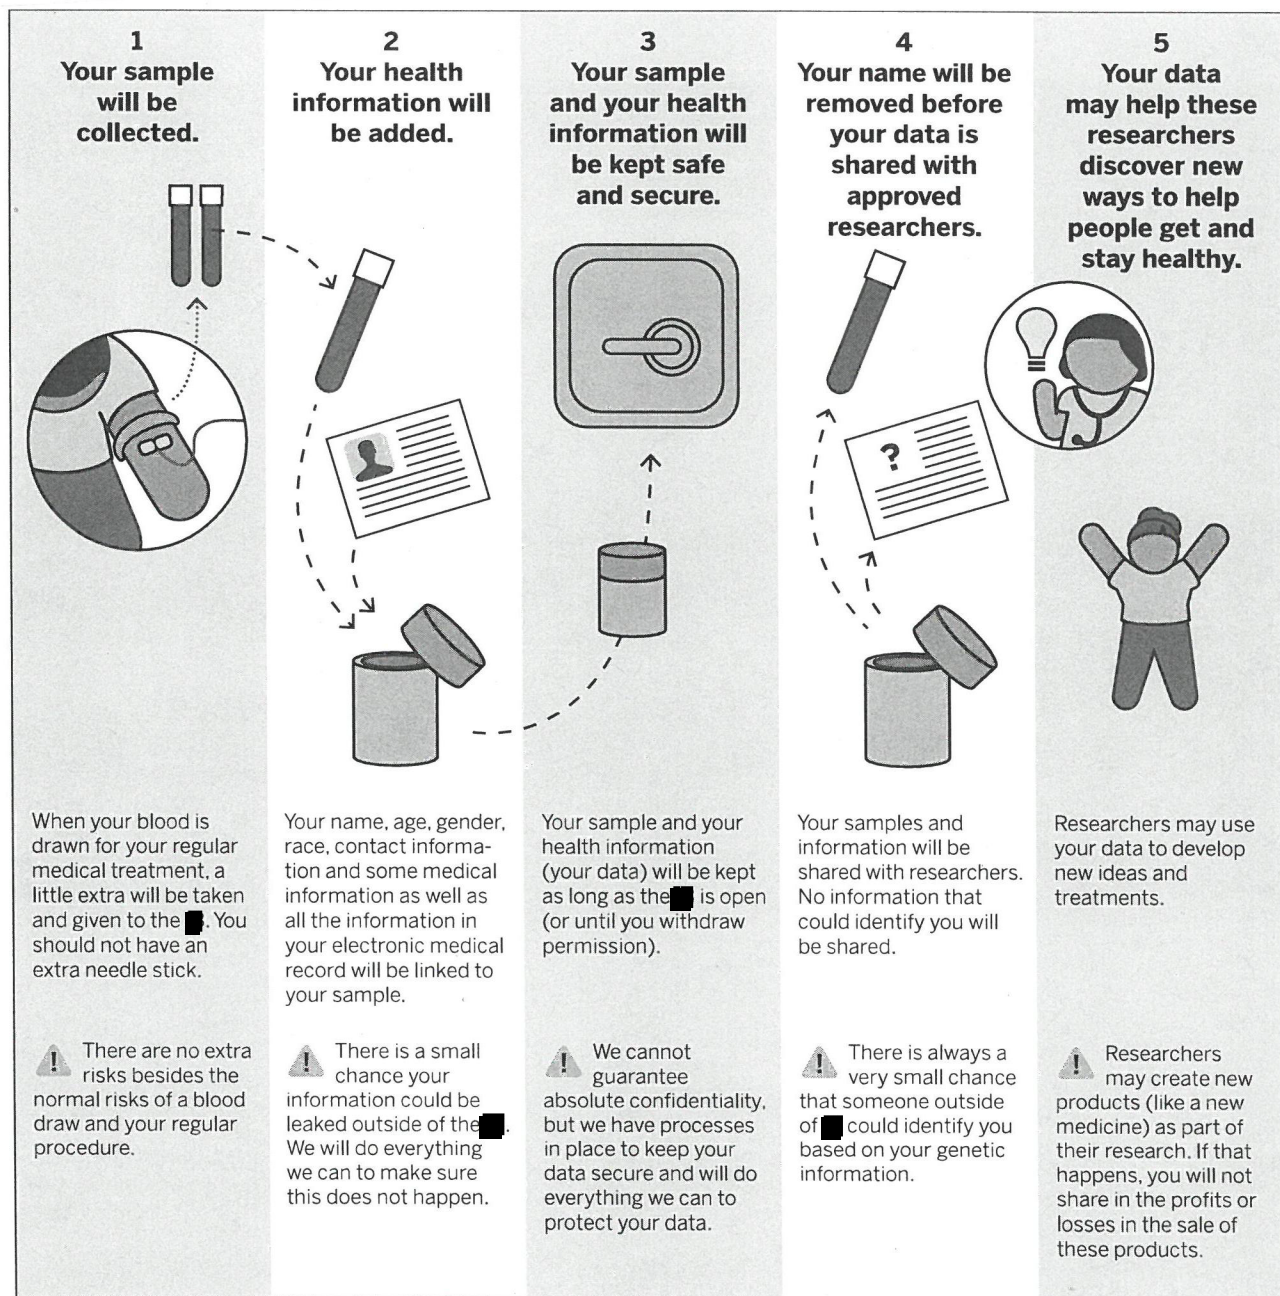 1
Your sample
will be
collected.
When your blood is
drawn for your regular
medical treatment, a
little extra will be taken
and given to the . You
should not have an
extra needle stick.
! There are no extra
risks besides the
normal risks of a blood
draw and your regular
procedure.
2
Your health
information will
be added.
Your name, age, gender,
race, contact informa-
tion and some medical
information as well as
all the information in
your electronic medical
record will be linked to
your sample.
! There is a small
chance your
information could be
leaked outside of the .
We will do everything
we can to make sure
this does not happen.
3
Your sample
and your health
information will
be kept safe
and secure.
Your sample and your
health information
(your data) will be kept
as long as the is open
(or until you withdraw
permission).
! We cannot
guarantee
absolute confidentiality,
but we have processes
in place to keep your
data secure and will do
everything we can to
protect your data.
4
Your name will be
removed before
your data is
shared with
approved
researchers.
?
Your samples and
information will be
shared with researchers.
No information that
could identify you will
be shared.
! There is always a
very small chance
that someone outside
of could identify you
based on your genetic
information.
5
Your data
may help these
researchers
discover new
ways to help
people get and
stay healthy.
Researchers may use
your data to develop
new ideas and
treatments.
! Researchers
may create new
products (like a new
medicine) as part of
their research. If that
happens, you will not
share in the profits or
losses in the sale of
these products.